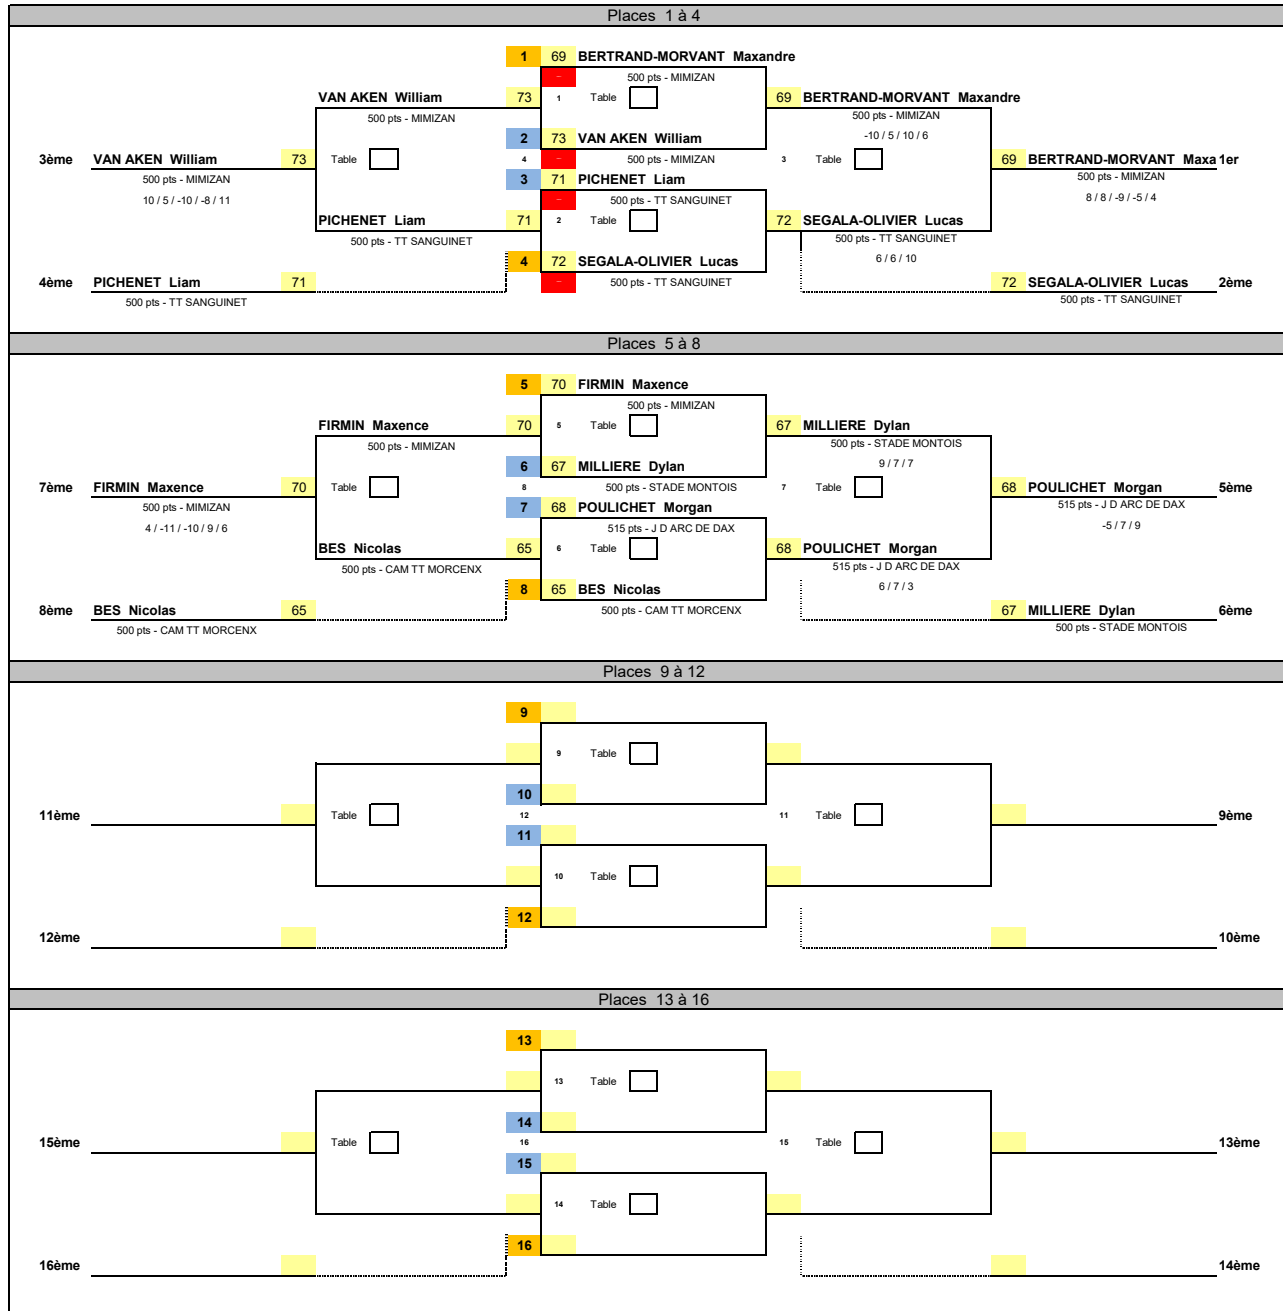 Places 1 à 4
1 69 BERTRAND-MORVANT Maxandre
500 pts - MIMIZAN
VAN AKEN William 73 1 Table 69 BERTRAND-MORVANT Maxandre
500 pts - MIMIZAN 500 pts - MIMIZAN
2 73 VAN AKEN William -10 / 5 / 10 / 6
3ème VAN AKEN William 73 Table 4 500 pts - MIMIZAN 3 Table 69 BERTRAND-MORVANT Maxa 1er
500 pts - MIMIZAN 3 71 PICHENET Liam 500 pts - MIMIZAN
10 / 5 / -10 / -8 / 11 500 pts - TT SANGUINET 8 / 8 / -9 / -5 / 4
PICHENET Liam 71 2 Table 72 SEGALA-OLIVIER Lucas
500 pts - TT SANGUINET 500 pts - TT SANGUINET
4 72 SEGALA-OLIVIER Lucas 6 / 6 / 10
4ème PICHENET Liam 71 500 pts - TT SANGUINET 72 SEGALA-OLIVIER Lucas 2ème
500 pts - TT SANGUINET 500 pts - TT SANGUINET
Places 5 à 8
5 70 FIRMIN Maxence
500 pts - MIMIZAN
FIRMIN Maxence 70 5 Table 67 MILLIERE Dylan
500 pts - MIMIZAN 500 pts - STADE MONTOIS
6 67 MILLIERE Dylan 9 / 7 / 7
7ème FIRMIN Maxence 70 Table 8 500 pts - STADE MONTOIS 7 Table 68 POULICHET Morgan 5ème
500 pts - MIMIZAN 7 68 POULICHET Morgan 515 pts - J D ARC DE DAX
4 / -11 / -10 / 9 / 6 515 pts - J D ARC DE DAX -5 / 7 / 9
BES Nicolas 65 6 Table 68 POULICHET Morgan
500 pts - CAM TT MORCENX 515 pts - J D ARC DE DAX
8 65 BES Nicolas 6 / 7 / 3
8ème BES Nicolas 65 500 pts - CAM TT MORCENX 67 MILLIERE Dylan 6ème
500 pts - CAM TT MORCENX 500 pts - STADE MONTOIS
Places 9 à 12
9
9 Table
10
11ème Table 12 11 Table 9ème
11
10 Table
12
12ème 10ème
Places 13 à 16
13
13 Table
14
15ème Table 16 15 Table 13ème
15
14 Table
16
16ème 14ème